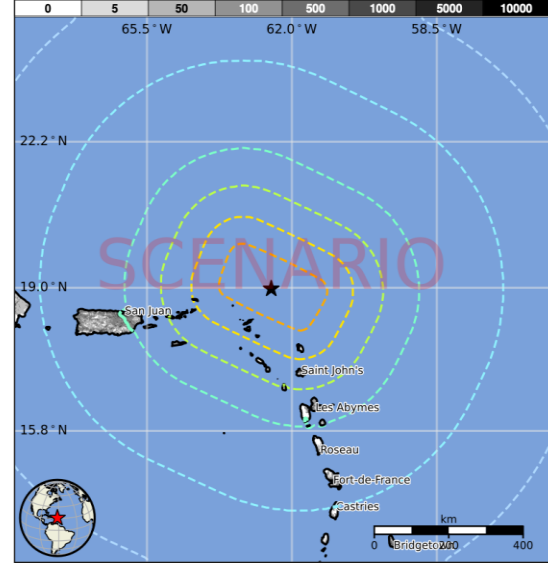 0 5 50 100 500 1000 5000 10000
65.5°W 62.0°W 58.5°W
22.2°N
SCENARIO
19.0°N
San Juan
Saint John's
Les Abymes
15.8°N
Roseau
Fort-de-France
Castries
km
0 200 400
Bridgetown